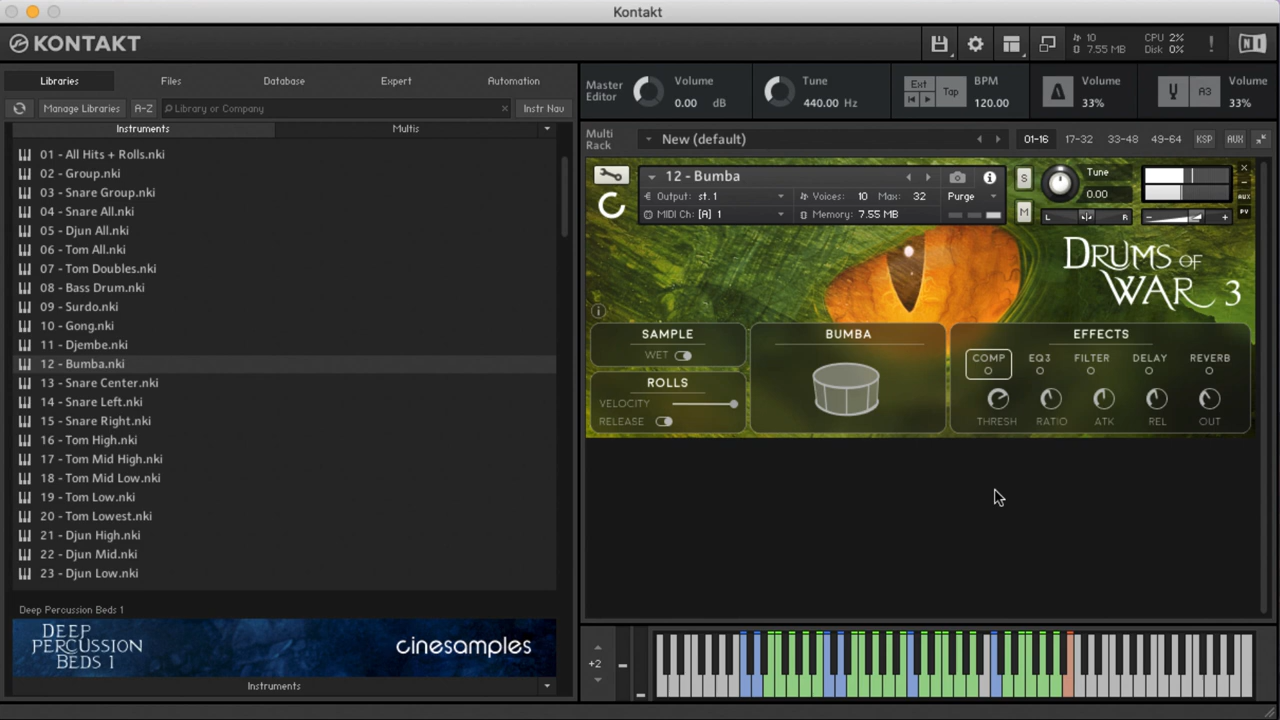 Kontakt
KONTAKT
10
7.55 MB
CPU 2%
Disk 0%
!
NI
Libraries
Files
Database
Expert
Automation
Manage Libraries
A-Z
Library or Company
Instr Nav
Instruments
Multis
01 - All Hits + Rolls.nki
02 - Group.nki
03 - Snare Group.nki
04 - Snare All.nki
05 - Djun All.nki
06 - Tom All.nki
07 - Tom Doubles.nki
08 - Bass Drum.nki
09 - Surdo.nki
10 - Gong.nki
11 - Djembe.nki
12 - Bumba.nki
13 - Snare Center.nki
14 - Snare Left.nki
15 - Snare Right.nki
16 - Tom High.nki
17 - Tom Mid High.nki
18 - Tom Mid Low.nki
19 - Tom Low.nki
20 - Tom Lowest.nki
21 - Djun High.nki
22 - Djun Mid.nki
23 - Djun Low.nki
Deep Percussion Beds 1
DEEP
PERCUSSION
BEDS 1
cinesamples
Instruments
Master
Editor
Volume
0.00 dB
Tune
440.00 Hz
Ext
Tap
BPM
120.00
Volume
33%
A3
Volume
33%
Multi
Rack
New (default)
01-16
17-32
33-48
49-64
KSP
AUX
12 - Bumba
Output: st. 1
Voices: 10 Max: 32
Purge
MIDI Ch: [A] 1
Memory: 7.55 MB
S
M
Tune
0.00
L
R
AUX
PV
DRUMS OF
WAR 3
SAMPLE
WET
ROLLS
VELOCITY
RELEASE
BUMBA
EFFECTS
COMP
EQ3
FILTER
DELAY
REVERB
THRESH
RATIO
ATK
REL
OUT
+2